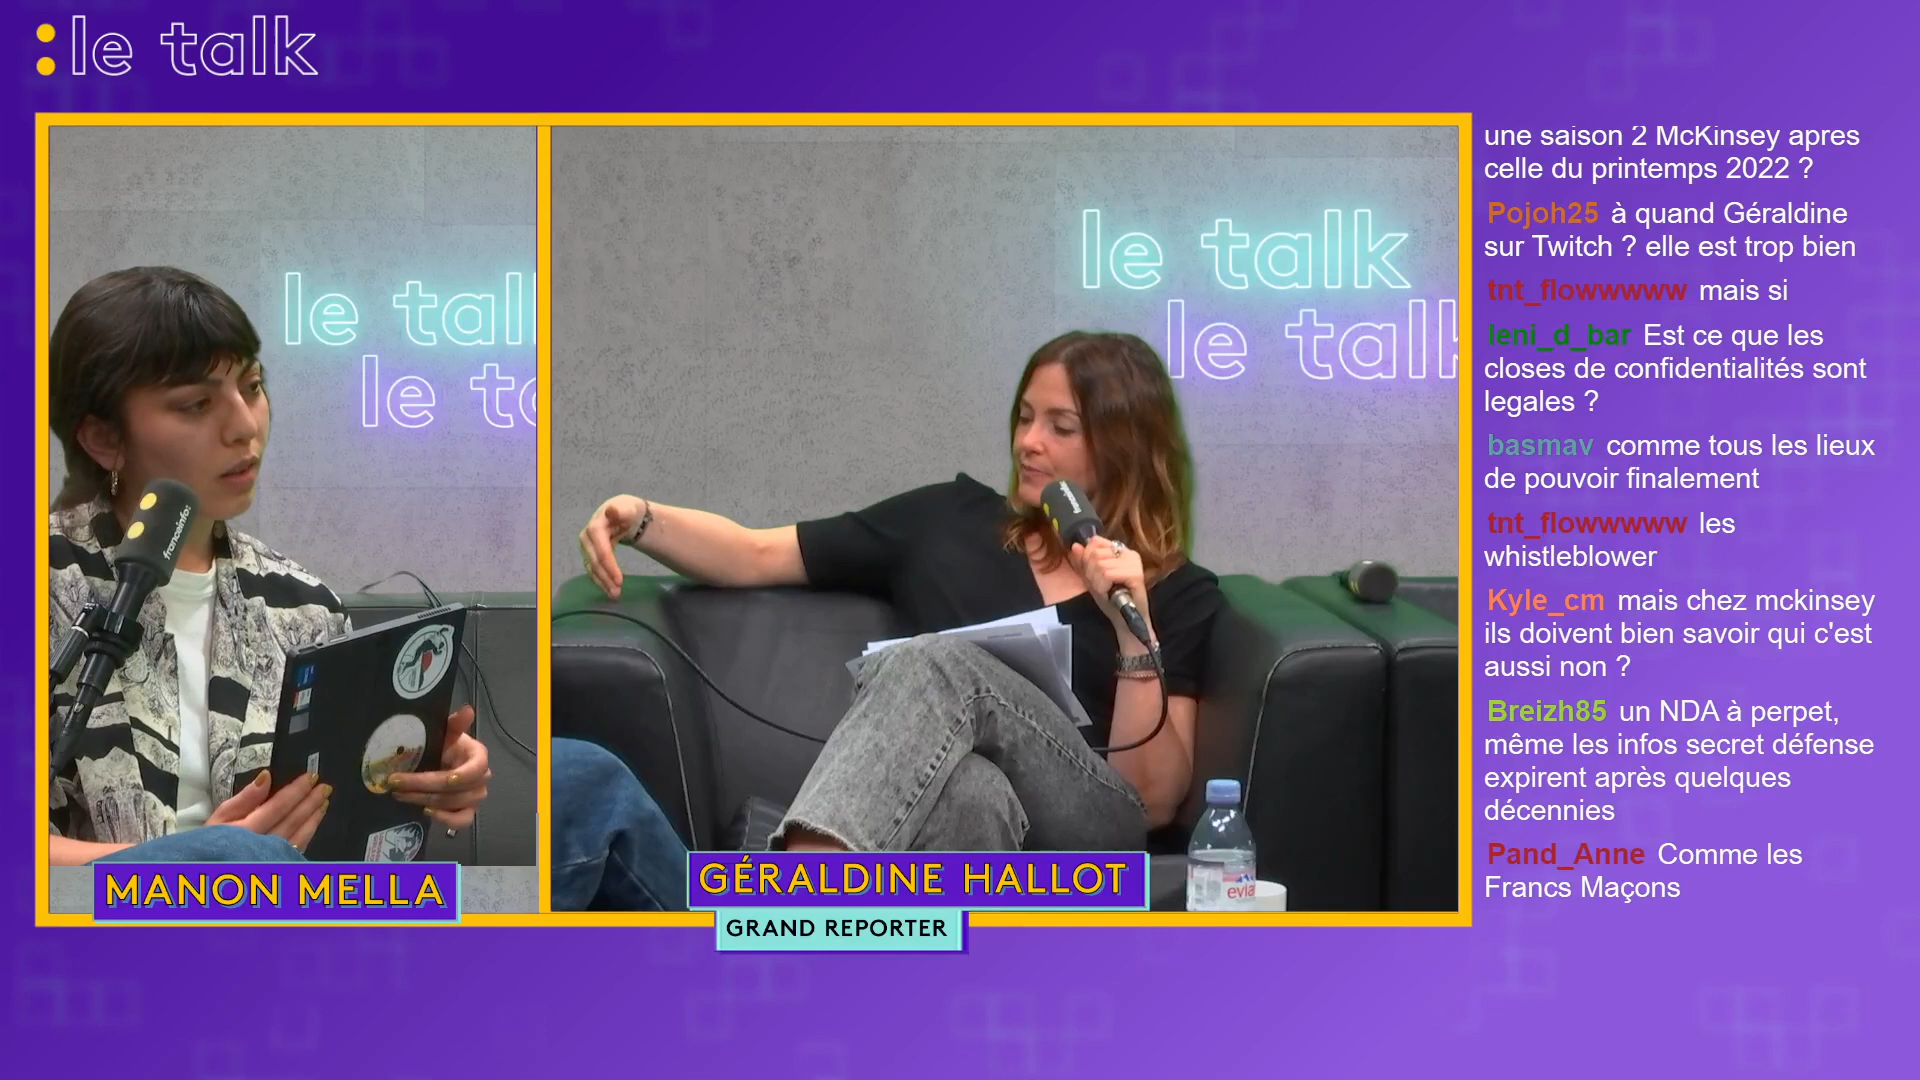 :le talk
le tal
le ta
franceinfo:
le talk
le talk
franceinfo:
evia
MANON MELLA
GÉRALDINE HALLOT
GRAND REPORTER
une saison 2 McKinsey apres
celle du printemps 2022 ?
Pojoh25 à quand Géraldine
sur Twitch ? elle est trop bien
tnt_flowwwww mais si
leni_d_bar Est ce que les
closes de confidentialités sont
legales ?
basmav comme tous les lieux
de pouvoir finalement
tnt_flowwwww les
whistleblower
Kyle_cm mais chez mckinsey
ils doivent bien savoir qui c'est
aussi non ?
Breizh85 un NDA à perpet,
même les infos secret défense
expirent après quelques
décennies
Pand_Anne Comme les
Francs Maçons